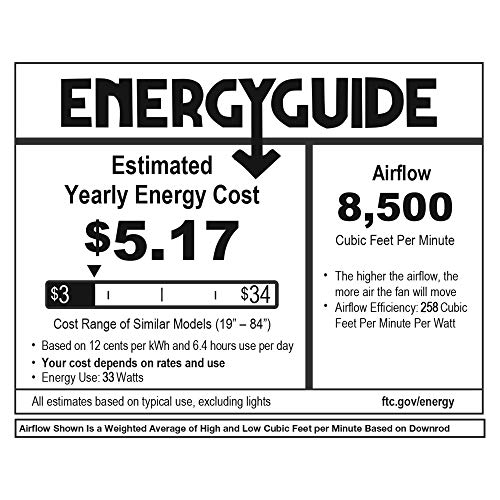 ENERGYGUIDE
Estimated
Yearly Energy Cost
$5.17
$3
$34
Cost Range of Similar Models (19" – 84")
• Based on 12 cents per kWh and 6.4 hours use per day
• Your cost depends on rates and use
• Energy Use: 33 Watts
Airflow
8,500
Cubic Feet Per Minute
• The higher the airflow, the
more air the fan will move
• Airflow Efficiency: 258 Cubic
Feet Per Minute Per Watt
All estimates based on typical use, excluding lights
ftc.gov/energy
Airflow Shown Is a Weighted Average of High and Low Cubic Feet per Minute Based on Downrod